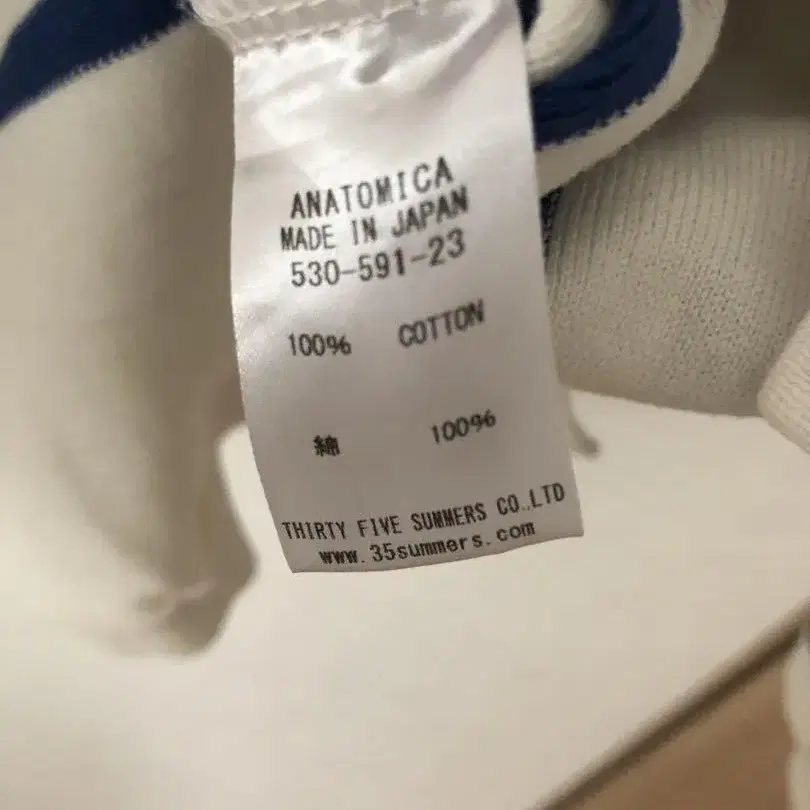 ANATOMICA
MADE IN JAPAN
530-591-23
100% COTTON
綿 100%
THIRTY FIVE SUMMERS CO.,LTD
www.35summers.com